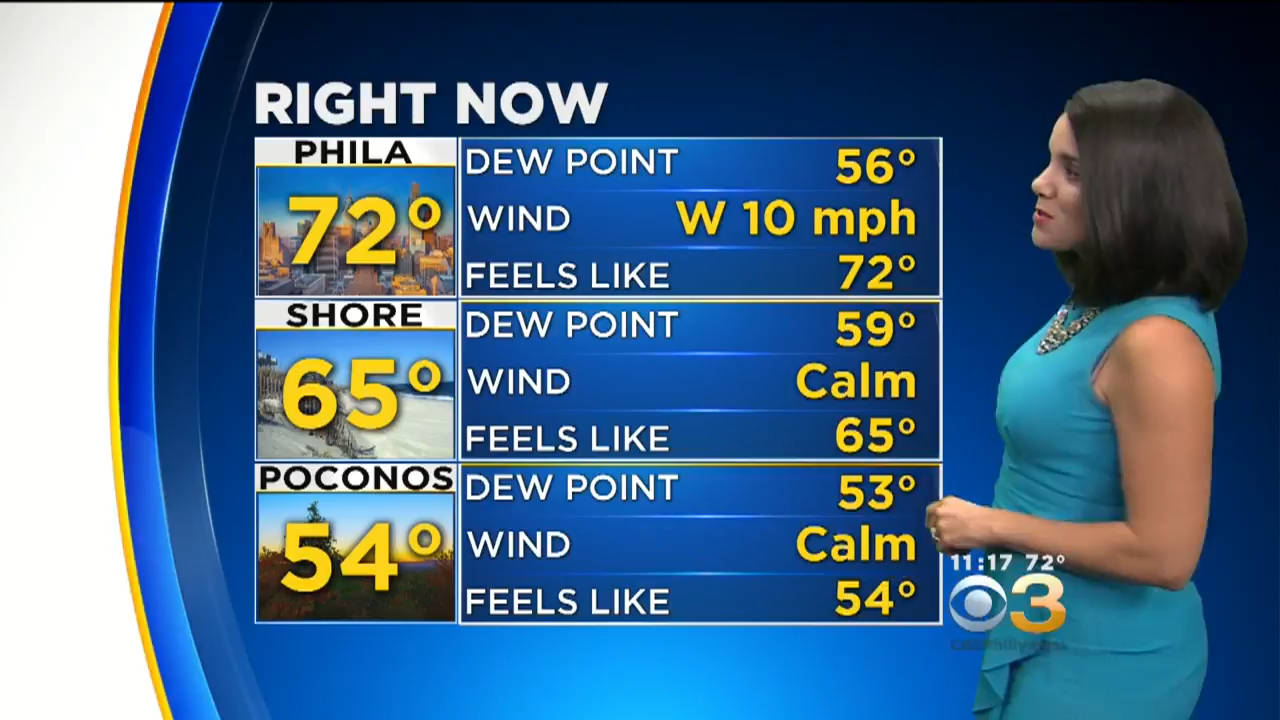 RIGHT NOW
PHILA
72°
DEW POINT 56°
WIND W 10 mph
FEELS LIKE 72°
SHORE
65°
DEW POINT 59°
WIND Calm
FEELS LIKE 65°
POCONOS
54°
DEW POINT 53°
WIND Calm
FEELS LIKE 54°
11:17 72°
3